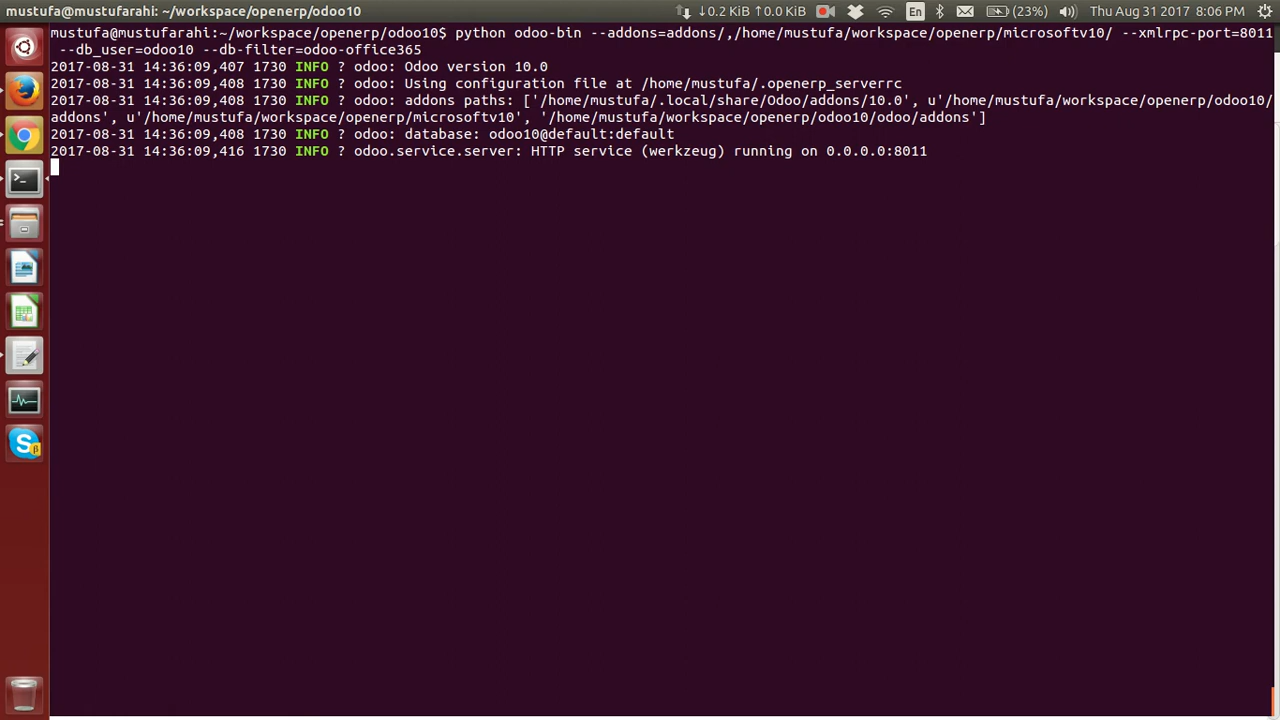 mustufa@mustufarahi: ~/workspace/openerp/odoo10
↓0.2 KiB ↑0.0 KiB En (23%) Thu Aug 31 2017 8:06 PM
mustufa@mustufarahi:~/workspace/openerp/odoo10$ python odoo-bin --addons=addons/,/home/mustufa/workspace/openerp/microsoftv10/ --xmlrpc-port=8011
--db_user=odoo10 --db-filter=odoo-office365
2017-08-31 14:36:09,407 1730 INFO ? odoo: Odoo version 10.0
2017-08-31 14:36:09,408 1730 INFO ? odoo: Using configuration file at /home/mustufa/.openerp_serverrc
2017-08-31 14:36:09,408 1730 INFO ? odoo: addons paths: ['/home/mustufa/.local/share/Odoo/addons/10.0', u'/home/mustufa/workspace/openerp/odoo10/
addons', u'/home/mustufa/workspace/openerp/microsoftv10', '/home/mustufa/workspace/openerp/odoo10/odoo/addons']
2017-08-31 14:36:09,408 1730 INFO ? odoo: database: odoo10@default:default
2017-08-31 14:36:09,416 1730 INFO ? odoo.service.server: HTTP service (werkzeug) running on 0.0.0.0:8011